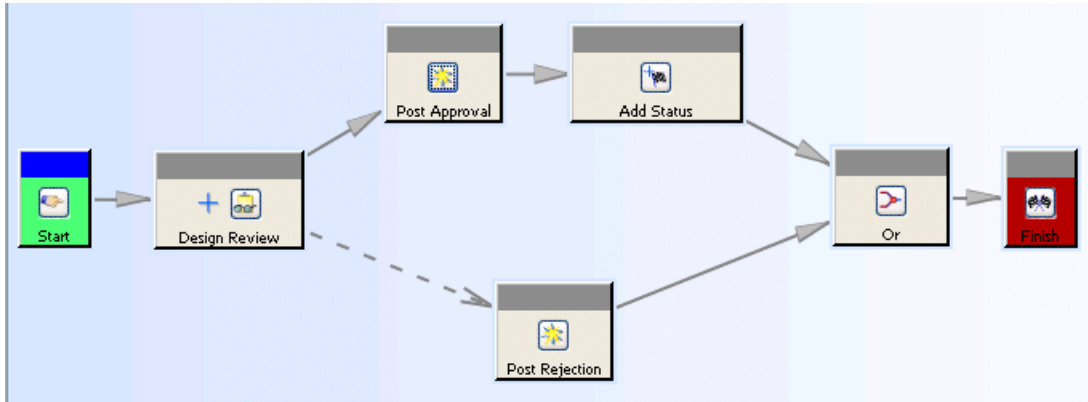 Start
Design Review
Post Approval
Add Status
Post Rejection
Or
Finish